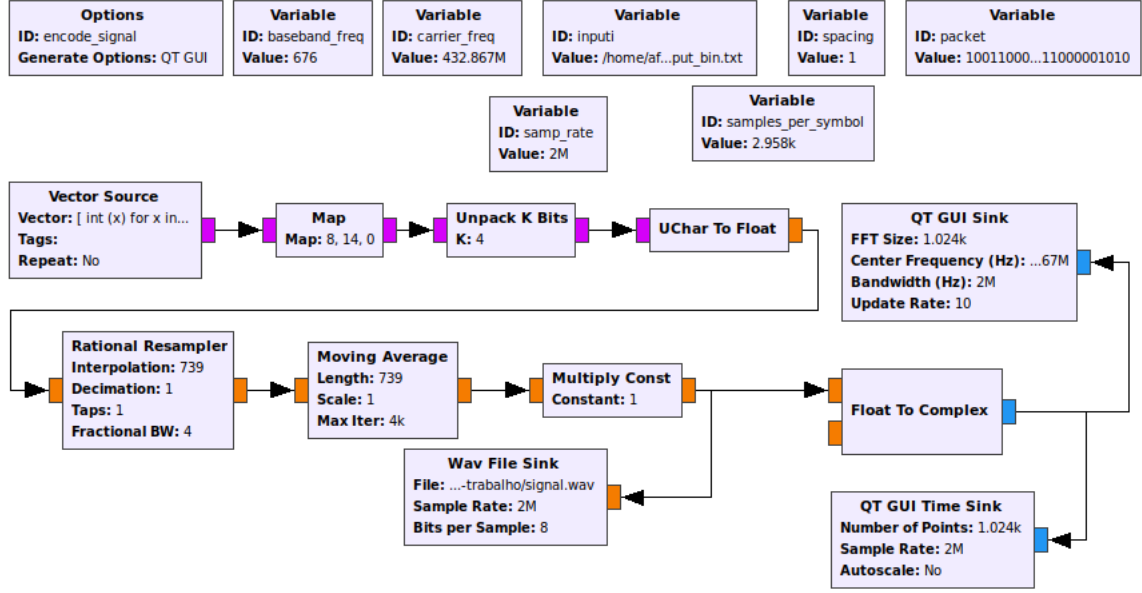 Options
ID: encode_signal
Generate Options: QT GUI
Variable
ID: baseband_freq
Value: 676
Variable
ID: carrier_freq
Value: 432.867M
Variable
ID: inputi
Value: /home/af...put_bin.txt
Variable
ID: spacing
Value: 1
Variable
ID: packet
Value: 10011000...11000001010
Variable
ID: samp_rate
Value: 2M
Variable
ID: samples_per_symbol
Value: 2.958k
Vector Source
Vector: [ int (x) for x in...
Tags:
Repeat: No
Map
Map: 8, 14, 0
Unpack K Bits
K: 4
UChar To Float
QT GUI Sink
FFT Size: 1.024k
Center Frequency (Hz): ...67M
Bandwidth (Hz): 2M
Update Rate: 10
Rational Resampler
Interpolation: 739
Decimation: 1
Taps: 1
Fractional BW: 4
Moving Average
Length: 739
Scale: 1
Max Iter: 4k
Multiply Const
Constant: 1
Float To Complex
Wav File Sink
File: ...-trabalho/signal.wav
Sample Rate: 2M
Bits per Sample: 8
QT GUI Time Sink
Number of Points: 1.024k
Sample Rate: 2M
Autoscale: No